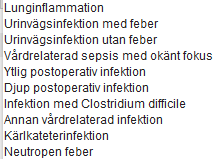 Lunginflammation
Urinvägsinfektion med feber
Urinvägsinfektion utan feber
Vårdrelaterad sepsis med okänt fokus
Ytlig postoperativ infektion
Djup postoperativ infektion
Infektion med Clostridium difficile
Annan vårdrelaterad infektion
Kärlkateterinfektion
Neutropen feber